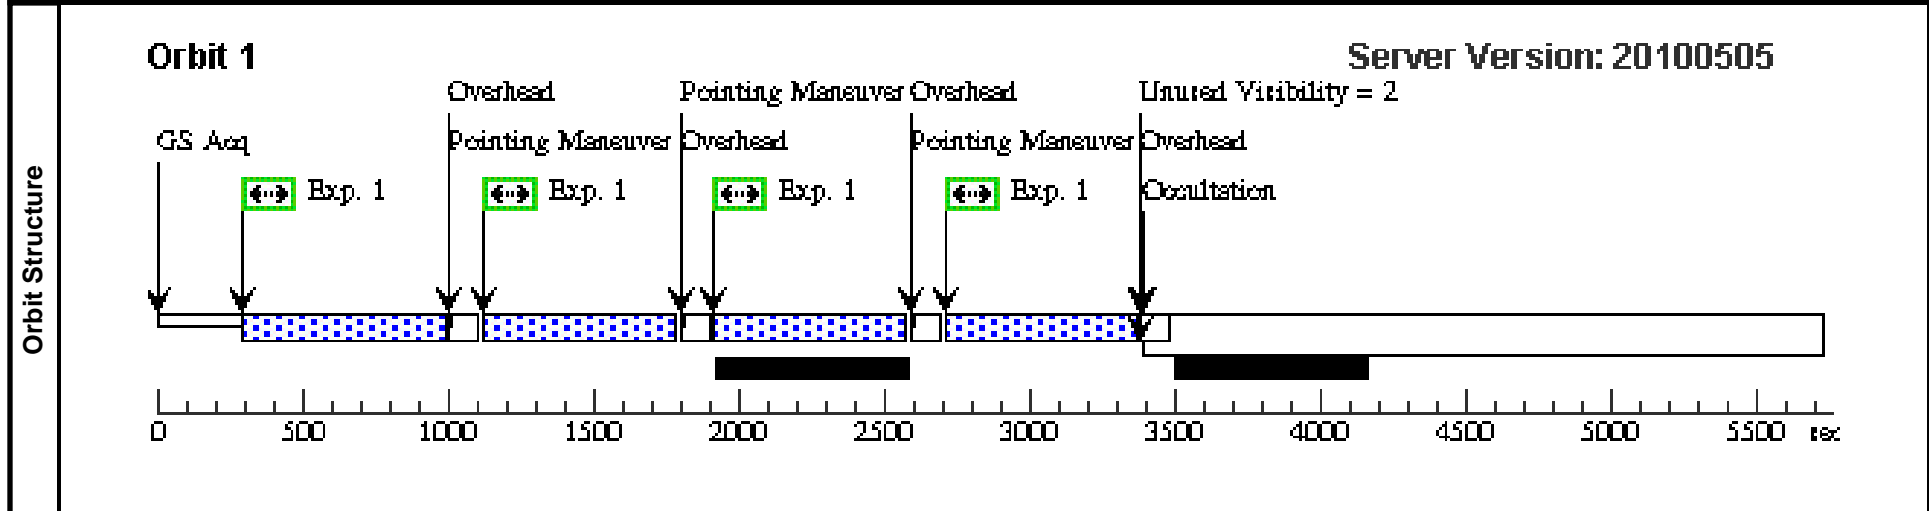 Orbit Structure
Orbit 1
Server Version: 20100505
Overhead Pointing Maneuver Overhead Unused Visibility = 2
GS Acq Pointing Maneuver Overhead Pointing Maneuver Overhead
Exp. 1 Exp. 1 Exp. 1 Exp. 1 Occultation
0 500 1000 1500 2000 2500 3000 3500 4000 4500 5000 5500 sec